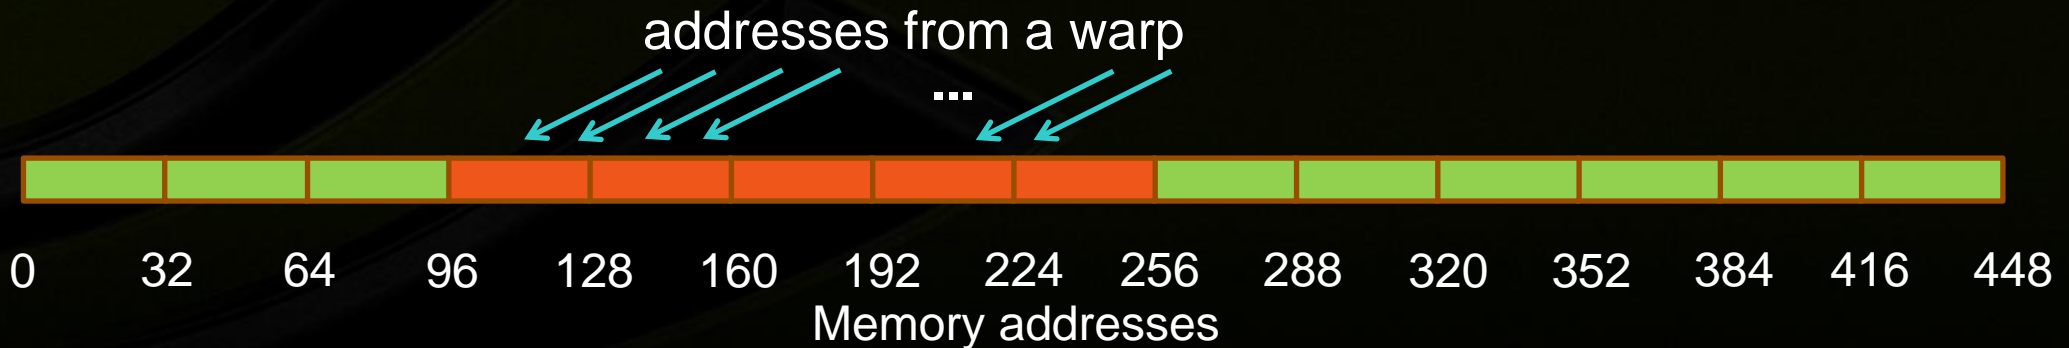 addresses from a warp
...
0 32 64 96 128 160 192 224 256 288 320 352 384 416 448
Memory addresses